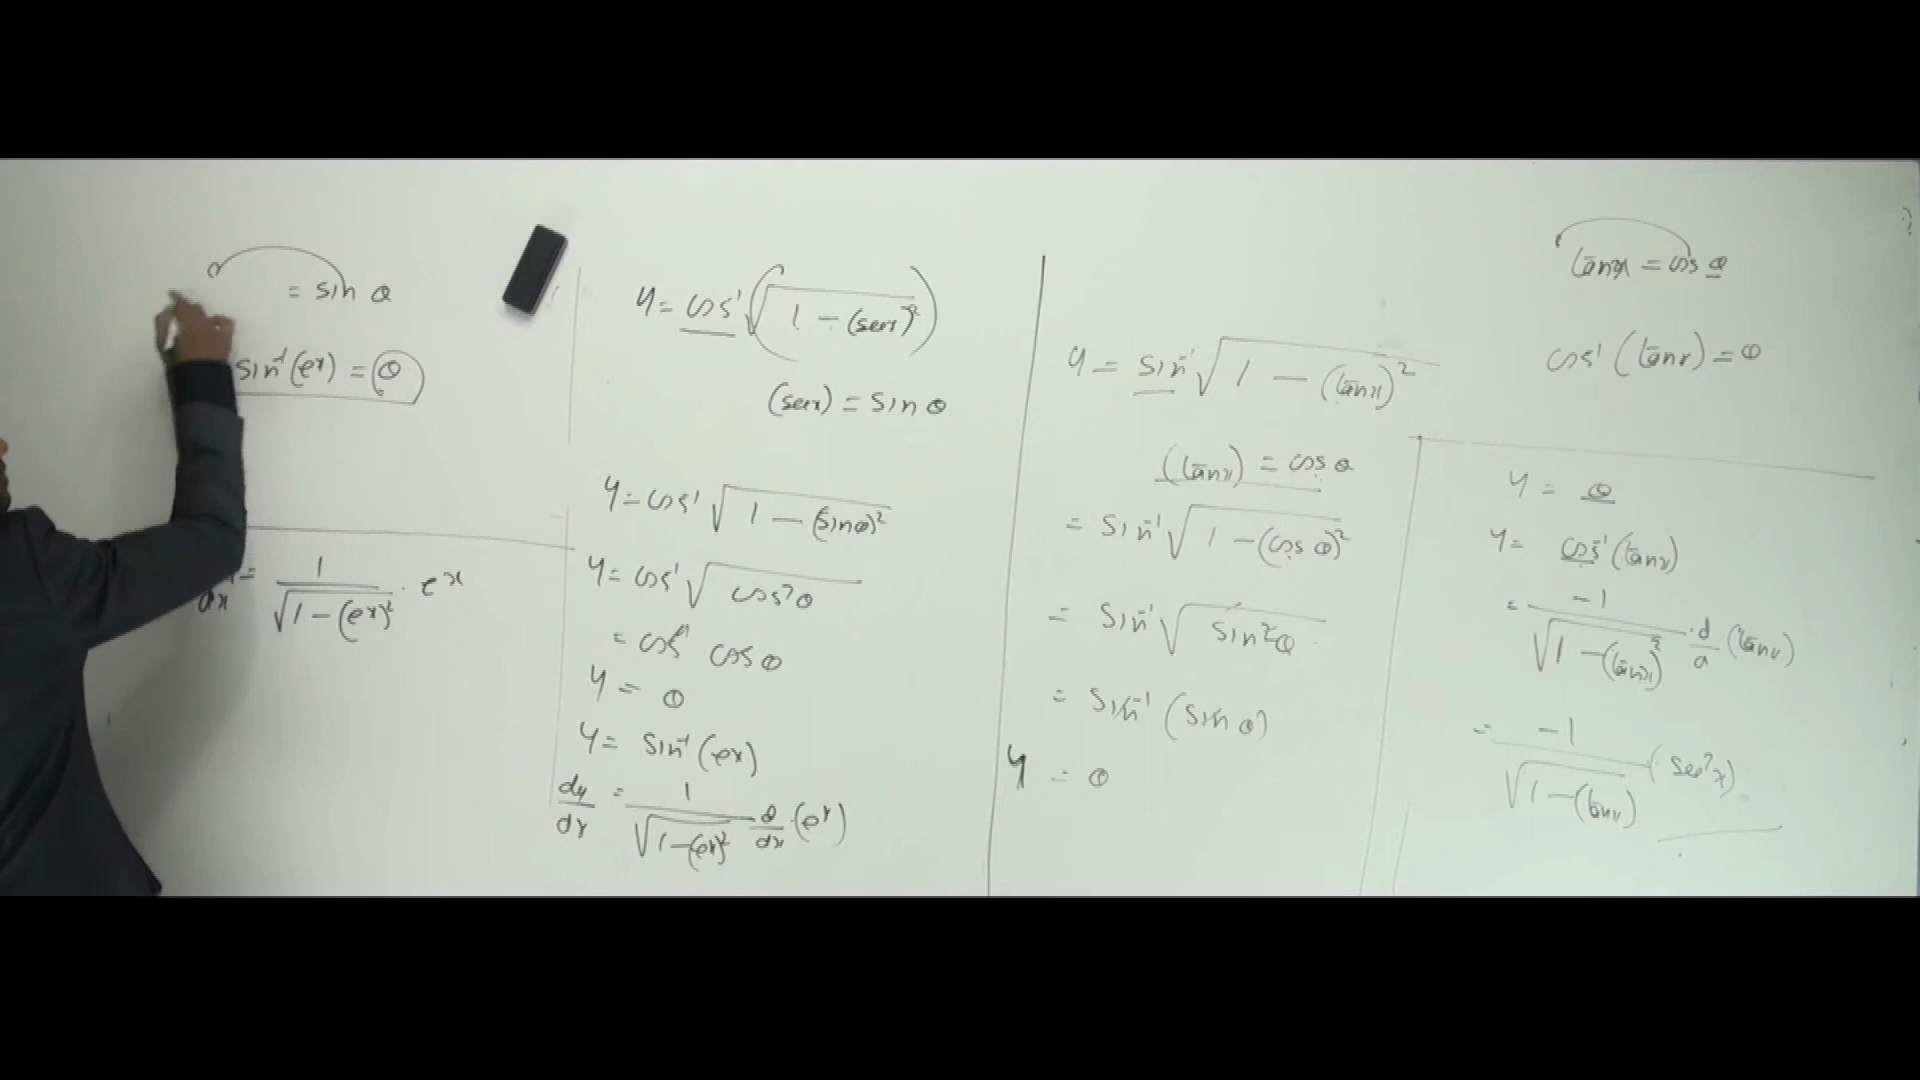 = sin θ
sin⁻¹(eˣ) = θ
dx = 1/√(1-(eˣ)²) · eˣ
y = cos⁻¹(√(1-(secx)²))
(secx) = sin θ
y = cos⁻¹√(1-(sinθ)²)
y = cos⁻¹√(cos²θ)
= cos⁻¹ cos θ
y = θ
y = sin⁻¹(eˣ)
dy/dx = 1/√(1-(eˣ)²) d/dx (eˣ)
y = sin⁻¹√(1-(tanx)²)
(tanx) = cos θ
= sin⁻¹√(1-(cos θ)²)
= sin⁻¹√(sin²θ)
= sin⁻¹(sin θ)
y = θ
tanx = cos θ
cos⁻¹(tanx) = θ
y = θ
y = cos⁻¹(tanx)
= -1/√(1-(tanx)²) · d/d (tanx)
= -1/√(1-(tanx)) (sec²x)